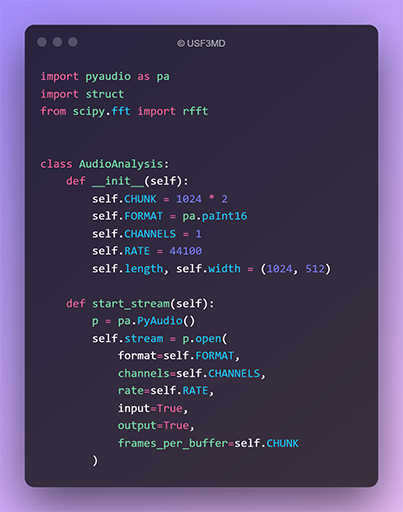 © USF3MD
import pyaudio as pa
import struct
from scipy.fft import rfft
class AudioAnalysis:
    def __init__(self):
        self.CHUNK = 1024 * 2
        self.FORMAT = pa.paInt16
        self.CHANNELS = 1
        self.RATE = 44100
        self.length, self.width = (1024, 512)
    def start_stream(self):
        p = pa.PyAudio()
        self.stream = p.open(
            format=self.FORMAT,
            channels=self.CHANNELS,
            rate=self.RATE,
            input=True,
            output=True,
            frames_per_buffer=self.CHUNK
        )